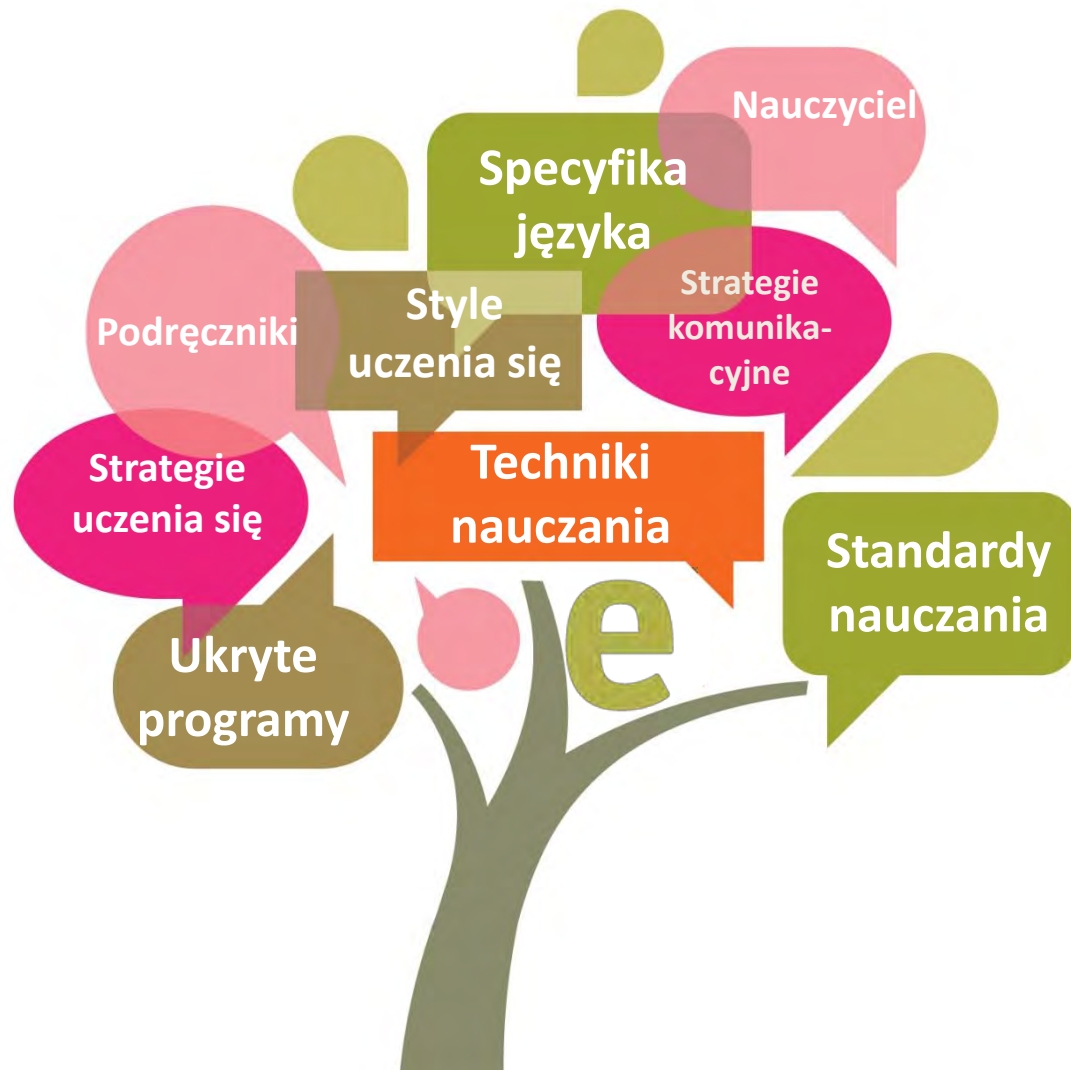 Nauczyciel
Specyfika
języka
Strategie
komunika-
cyjne
Style
uczenia się
Podręczniki
Techniki
nauczania
Strategie
uczenia się
Standardy
nauczania
e
Ukryte
programy